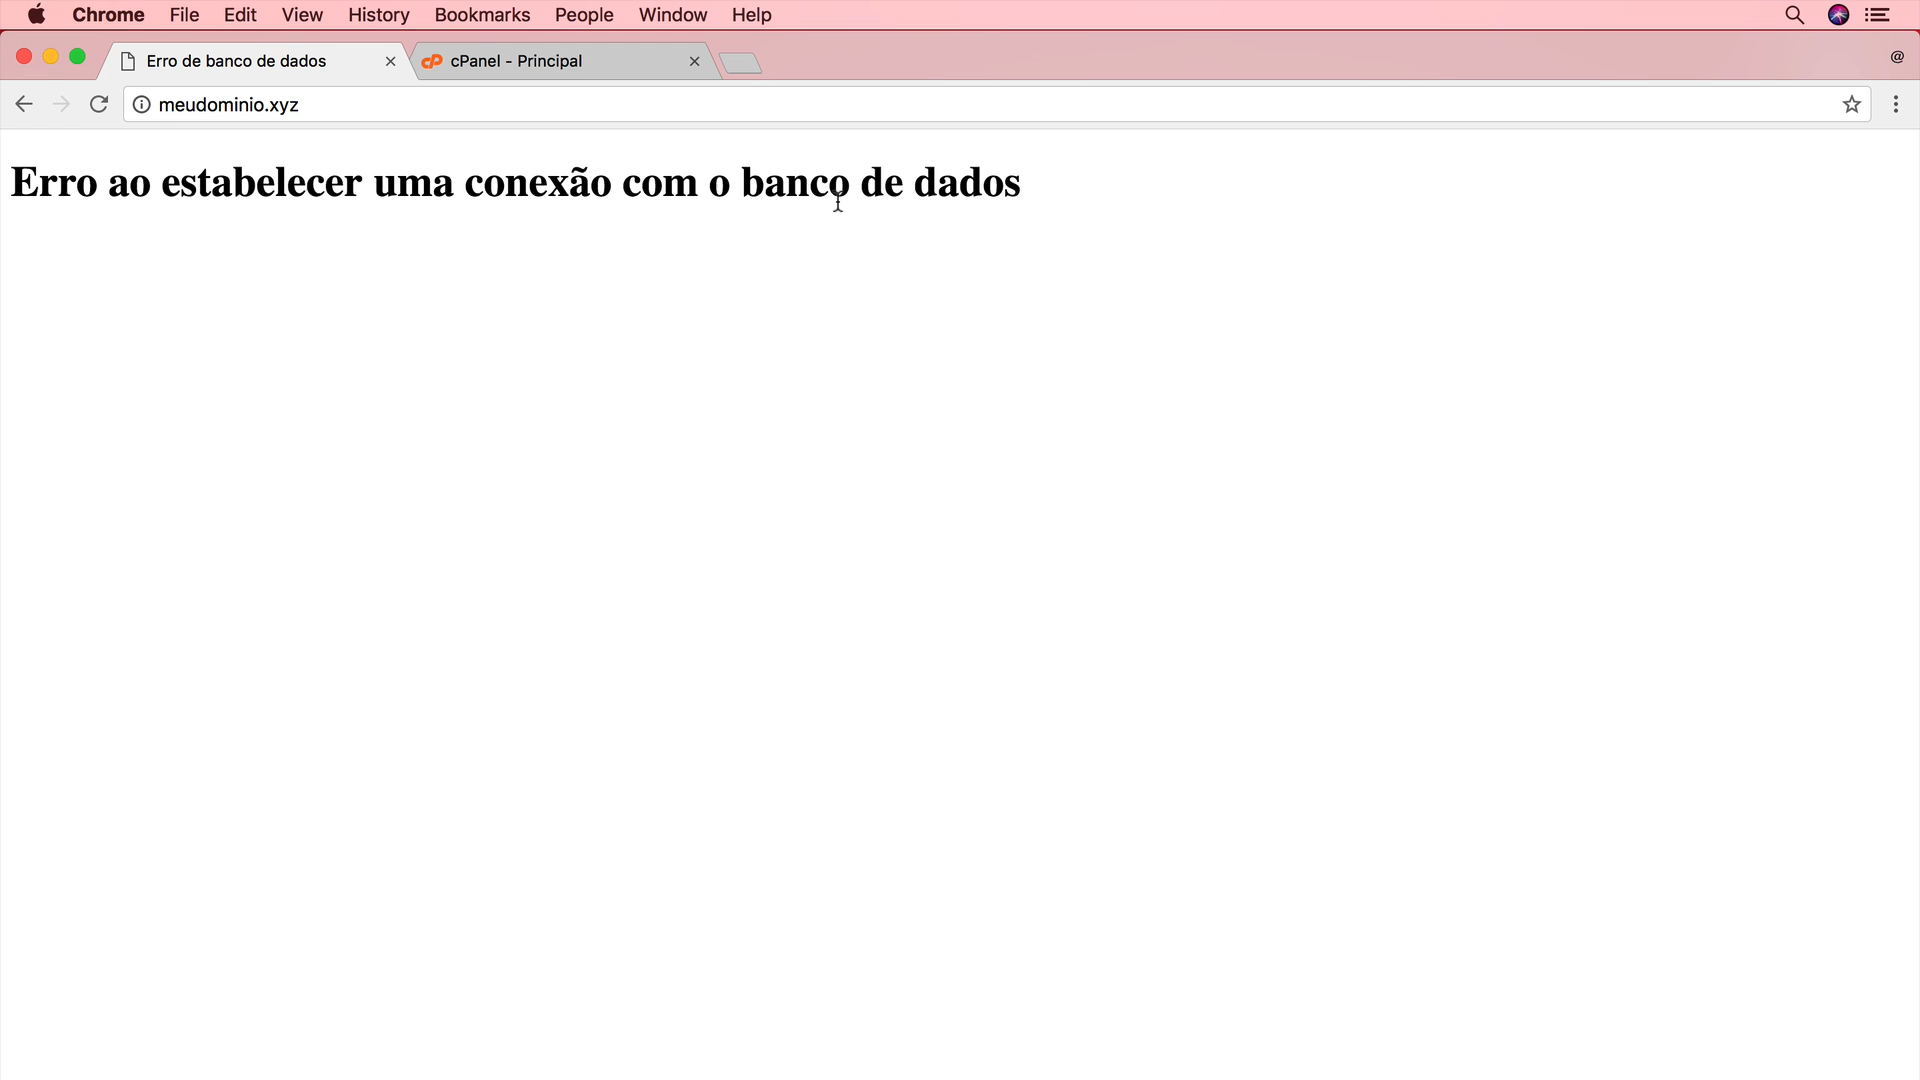 Chrome File Edit View History Bookmarks People Window Help
Erro de banco de dados
cP cPanel - Principal
@
meudominio.xyz
Erro ao estabelecer uma conexão com o banco de dados